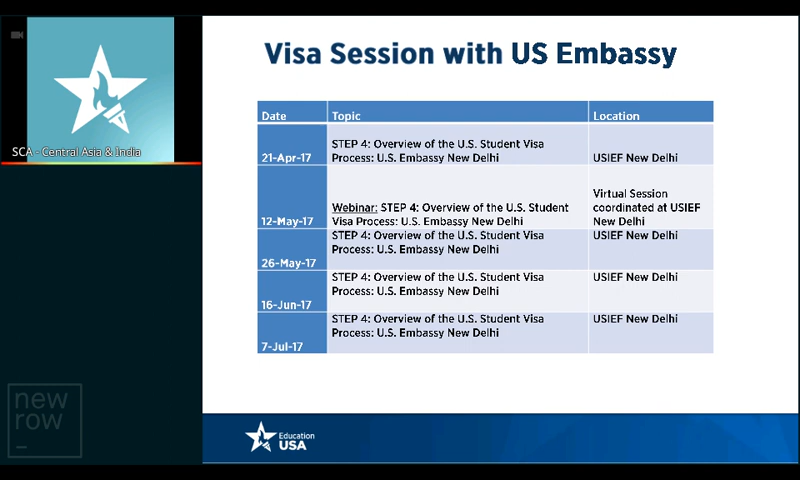 Visa Session with US Embassy
SCA - Central Asia & India
Date Topic Location
STEP 4: Overview of the U.S. Student Visa
21-Apr-17 Process: U.S. Embassy New Delhi USIEF New Delhi
Virtual Session
Webinar: STEP 4: Overview of the U.S. Student coordinated at USIEF
12-May-17 Visa Process: U.S. Embassy New Delhi New Delhi
STEP 4: Overview of the U.S. Student Visa USIEF New Delhi
Process: U.S. Embassy New Delhi
26-May-17
STEP 4: Overview of the U.S. Student Visa USIEF New Delhi
Process: U.S. Embassy New Delhi
16-Jun-17
STEP 4: Overview of the U.S. Student Visa USIEF New Delhi
Process: U.S. Embassy New Delhi
7-Jul-17
new
row
Education
USA